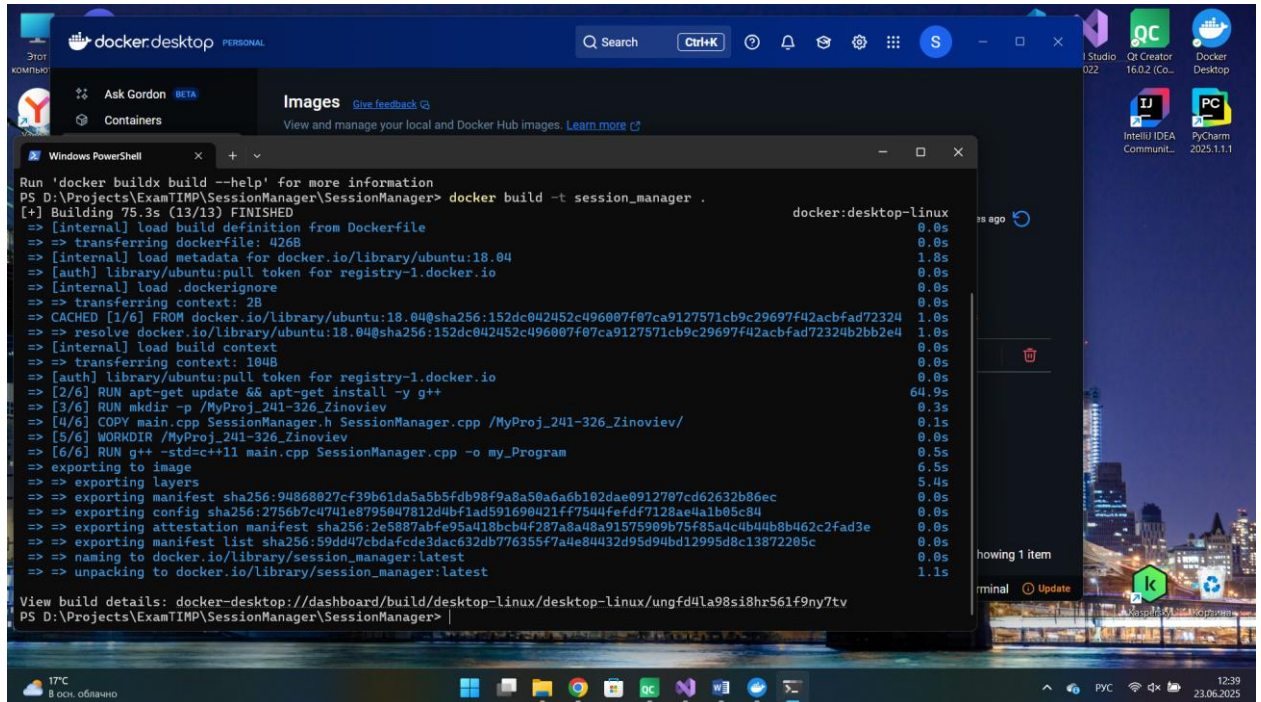 Этот
docker.desktop PERSONAL
Search Ctrl+K
S
Studio
022
Qt Creator
16.0.2 (Co...
Docker
Desktop
Ask Gordon BETA
Containers
Images Give feedback
View and manage your local and Docker Hub images. Learn more
IntelliJ IDEA
Communit...
PyCharm
2025.1.1.1
Windows PowerShell
Run 'docker buildx build --help' for more information
PS D:\Projects\ExamTIMP\SessionManager\SessionManager> docker build -t session_manager .
[+] Building 75.3s (13/13) FINISHED docker:desktop-linux
=> [internal] load build definition from Dockerfile 0.0s
=> => transferring dockerfile: 426B 0.0s
=> [internal] load metadata for docker.io/library/ubuntu:18.04 1.8s
=> [auth] library/ubuntu:pull token for registry-1.docker.io 0.0s
=> [internal] load .dockerignore 0.0s
=> => transferring context: 2B 0.0s
=> CACHED [1/6] FROM docker.io/library/ubuntu:18.04@sha256:152dc042452c496007f07ca9127571cb9c29697f42acbfad72324 1.0s
=> => resolve docker.io/library/ubuntu:18.04@sha256:152dc042452c496007f07ca9127571cb9c29697f42acbfad72324b2bb2e4 1.0s
=> [internal] load build context 0.0s
=> => transferring context: 104B 0.0s
=> [auth] library/ubuntu:pull token for registry-1.docker.io 0.0s
=> [2/6] RUN apt-get update && apt-get install -y g++ 64.9s
=> [3/6] RUN mkdir -p /MyProj_241-326_Zinoviev 0.3s
=> [4/6] COPY main.cpp SessionManager.h SessionManager.cpp /MyProj_241-326_Zinoviev/ 0.1s
=> [5/6] WORKDIR /MyProj_241-326_Zinoviev 0.0s
=> [6/6] RUN g++ -std=c++11 main.cpp SessionManager.cpp -o my_Program 0.5s
=> exporting to image 6.5s
=> => exporting layers 5.4s
=> => exporting manifest sha256:94868027cf39b61da5a5b5fdb98f9a8a50a6a6b102dae0912707cd62632b86ec 0.0s
=> => exporting config sha256:2756b7c4741e8795047812d4bf1ad591690421ff7544fefdf7128ae4a1b05c84 0.0s
=> => exporting attestation manifest sha256:2e5887abfe95a418bcb4f287a8a48a91575909b75f85a4c4b44b8b462c2fad3e 0.0s
=> => exporting manifest list sha256:59dd47cbdafcde3dac632db776355f7a4e84432d95d94bd12995d8c13872205c 0.0s
=> => naming to docker.io/library/session_manager:latest 0.0s
=> => unpacking to docker.io/library/session_manager:latest 1.1s
View build details: docker-desktop://dashboard/build/desktop-linux/desktop-linux/ungfd4la98si8hr561f9ny7tv
PS D:\Projects\ExamTIMP\SessionManager\SessionManager>
es ago
howing 1 item
rminal Update
Kaspersky
Корзина
17°C
В осн. облачно
РУС
12:39
23.06.2025